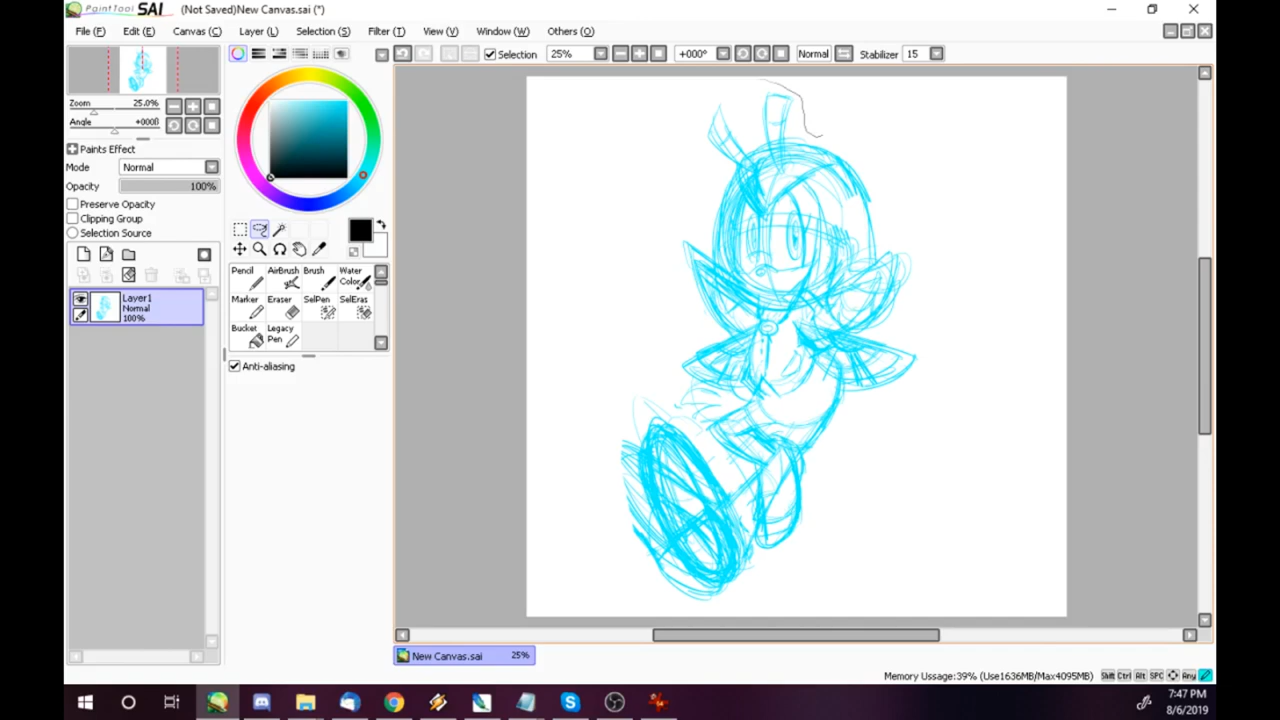 PaintTool SAI (Not Saved)New Canvas.sai (*)
File (F) Edit (E) Canvas (C) Layer (L) Selection (S) Filter (T) View (V) Window (W) Others (O)
Selection 25% +000° Normal Stabilizer 15
Zoom 25.0%
Angle +000θ
Paints Effect
Mode Normal
Opacity 100%
Preserve Opacity
Clipping Group
Selection Source
Layer1
Normal
100%
Pencil AirBrush Brush Water Color
Marker Eraser SelPen SelEras
Bucket Legacy Pen
Anti-aliasing
New Canvas.sai 25%
Memory Ussage:39% (Use1636MB/Max4095MB) Shift Ctrl Alt SPC Any
7:47 PM
8/6/2019